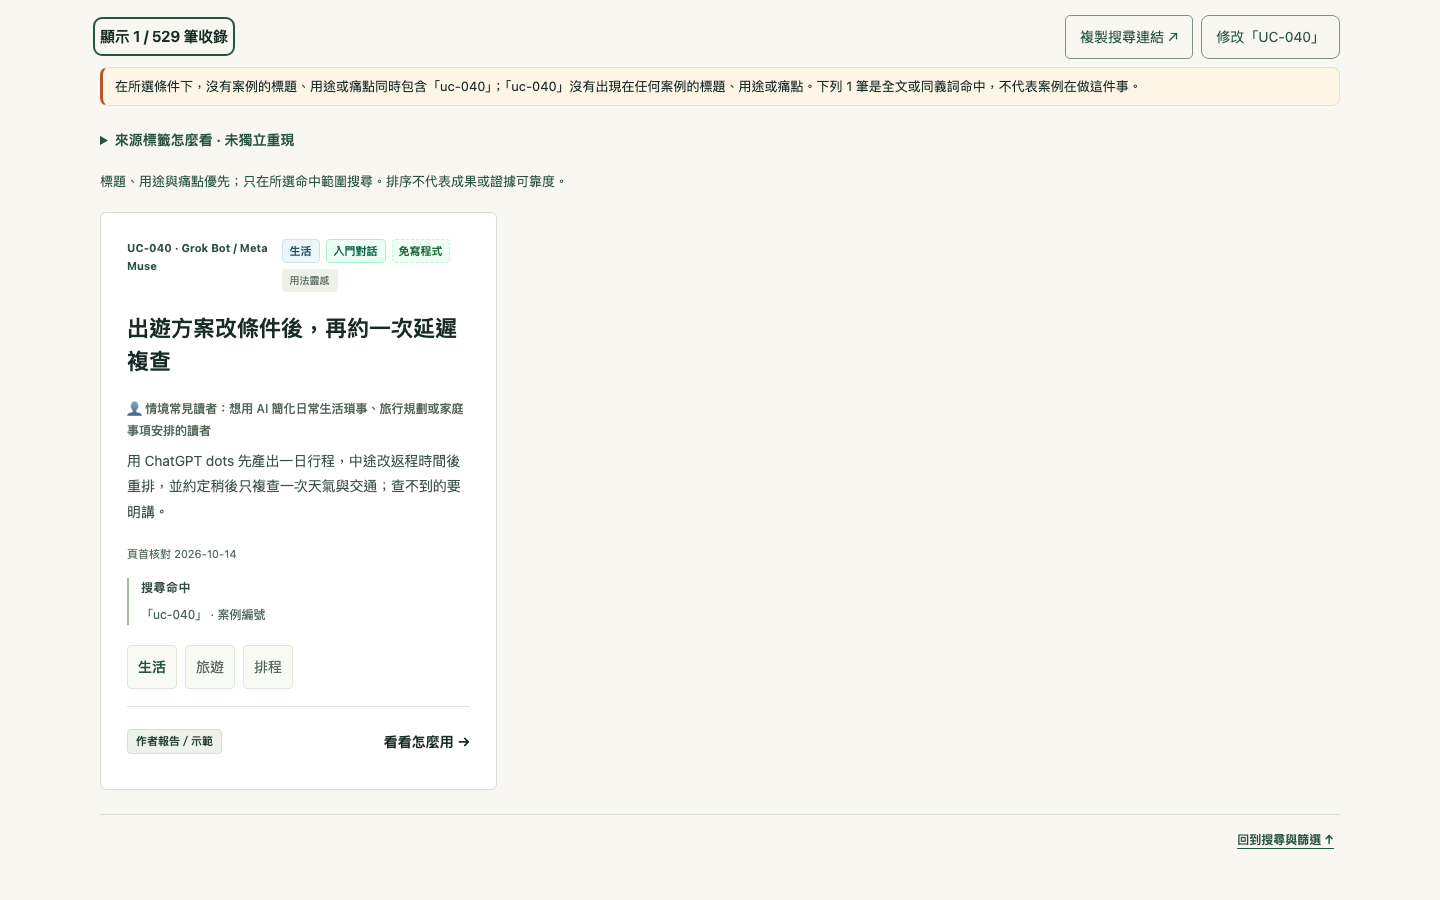 顯示 1 / 529 筆收錄
複製搜尋連結 ↗
修改「UC-040」
在所選條件下，沒有案例的標題、用途或痛點同時包含「uc-040」；「uc-040」沒有出現在任何案例的標題、用途或痛點。下列 1 筆是全文或同義詞命中，不代表案例在做這件事。
▶ 來源標籤怎麼看 · 未獨立重現
標題、用途與痛點優先；只在所選命中範圍搜尋。排序不代表成果或證據可靠度。
UC-040 · Grok Bot / Meta
Muse
生活
入門對話
免寫程式
用法靈感
出遊方案改條件後，再約一次延遲
複查
👤 情境常見讀者：想用 AI 簡化日常生活瑣事、旅行規劃或家庭
事項安排的讀者
用 ChatGPT dots 先產出一日行程，中途改返程時間後
重排，並約定稍後只複查一次天氣與交通；查不到的要
明講。
頁首核對 2026-10-14
搜尋命中
「uc-040」 · 案例編號
生活
旅遊
排程
作者報告 / 示範
看看怎麼用 →
回到搜尋與篩選 ↑